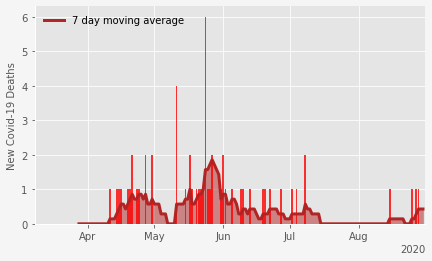 7 day moving average
New Covid-19 Deaths
6
5
4
3
2
1
0
Apr
May
Jun
Jul
Aug
2020